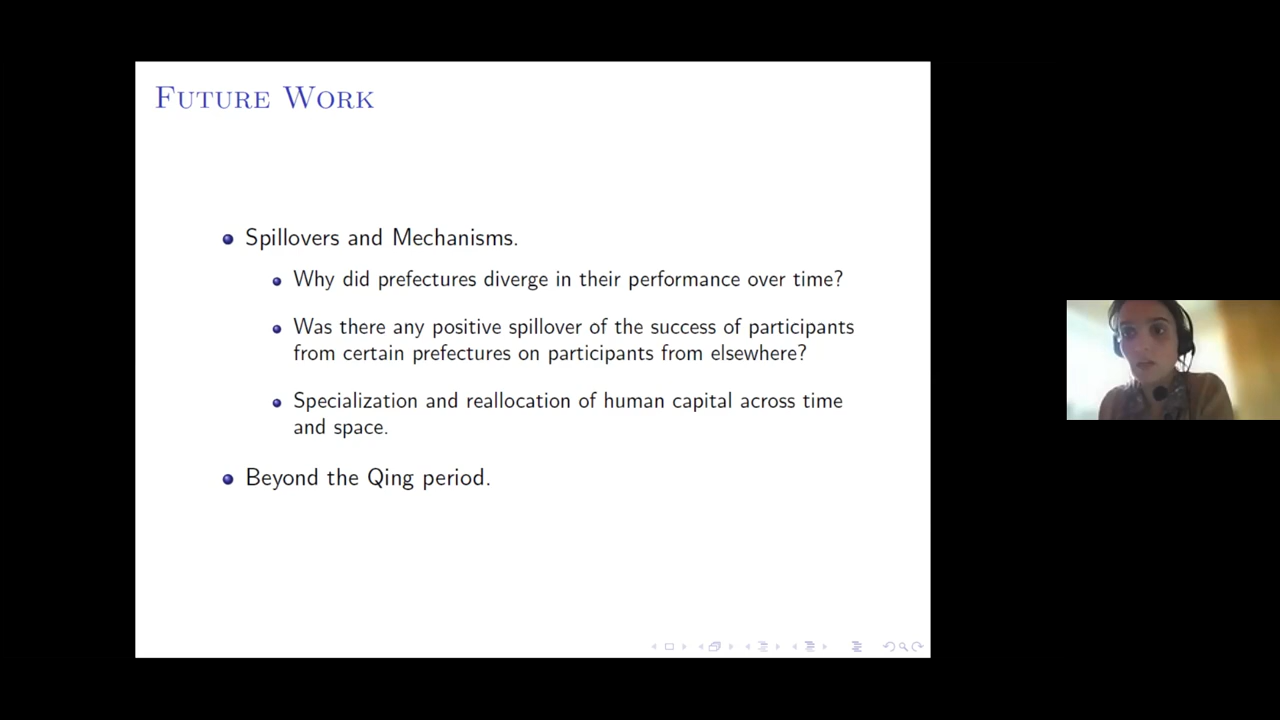 Future Work
Spillovers and Mechanisms.
Why did prefectures diverge in their performance over time?
Was there any positive spillover of the success of participants
from certain prefectures on participants from elsewhere?
Specialization and reallocation of human capital across time
and space.
Beyond the Qing period.